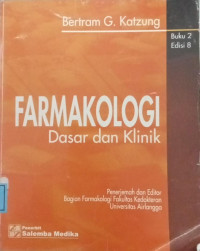 Bertram G. Katzung
Buku 2
Edisi 8
FARMAKOLOGI
Dasar dan Klinik
Penerjemah dan Editor
Bagian Farmakologi Fakultas Kedokteran
Universitas Airlangga
Penerbit
Salemba Medika